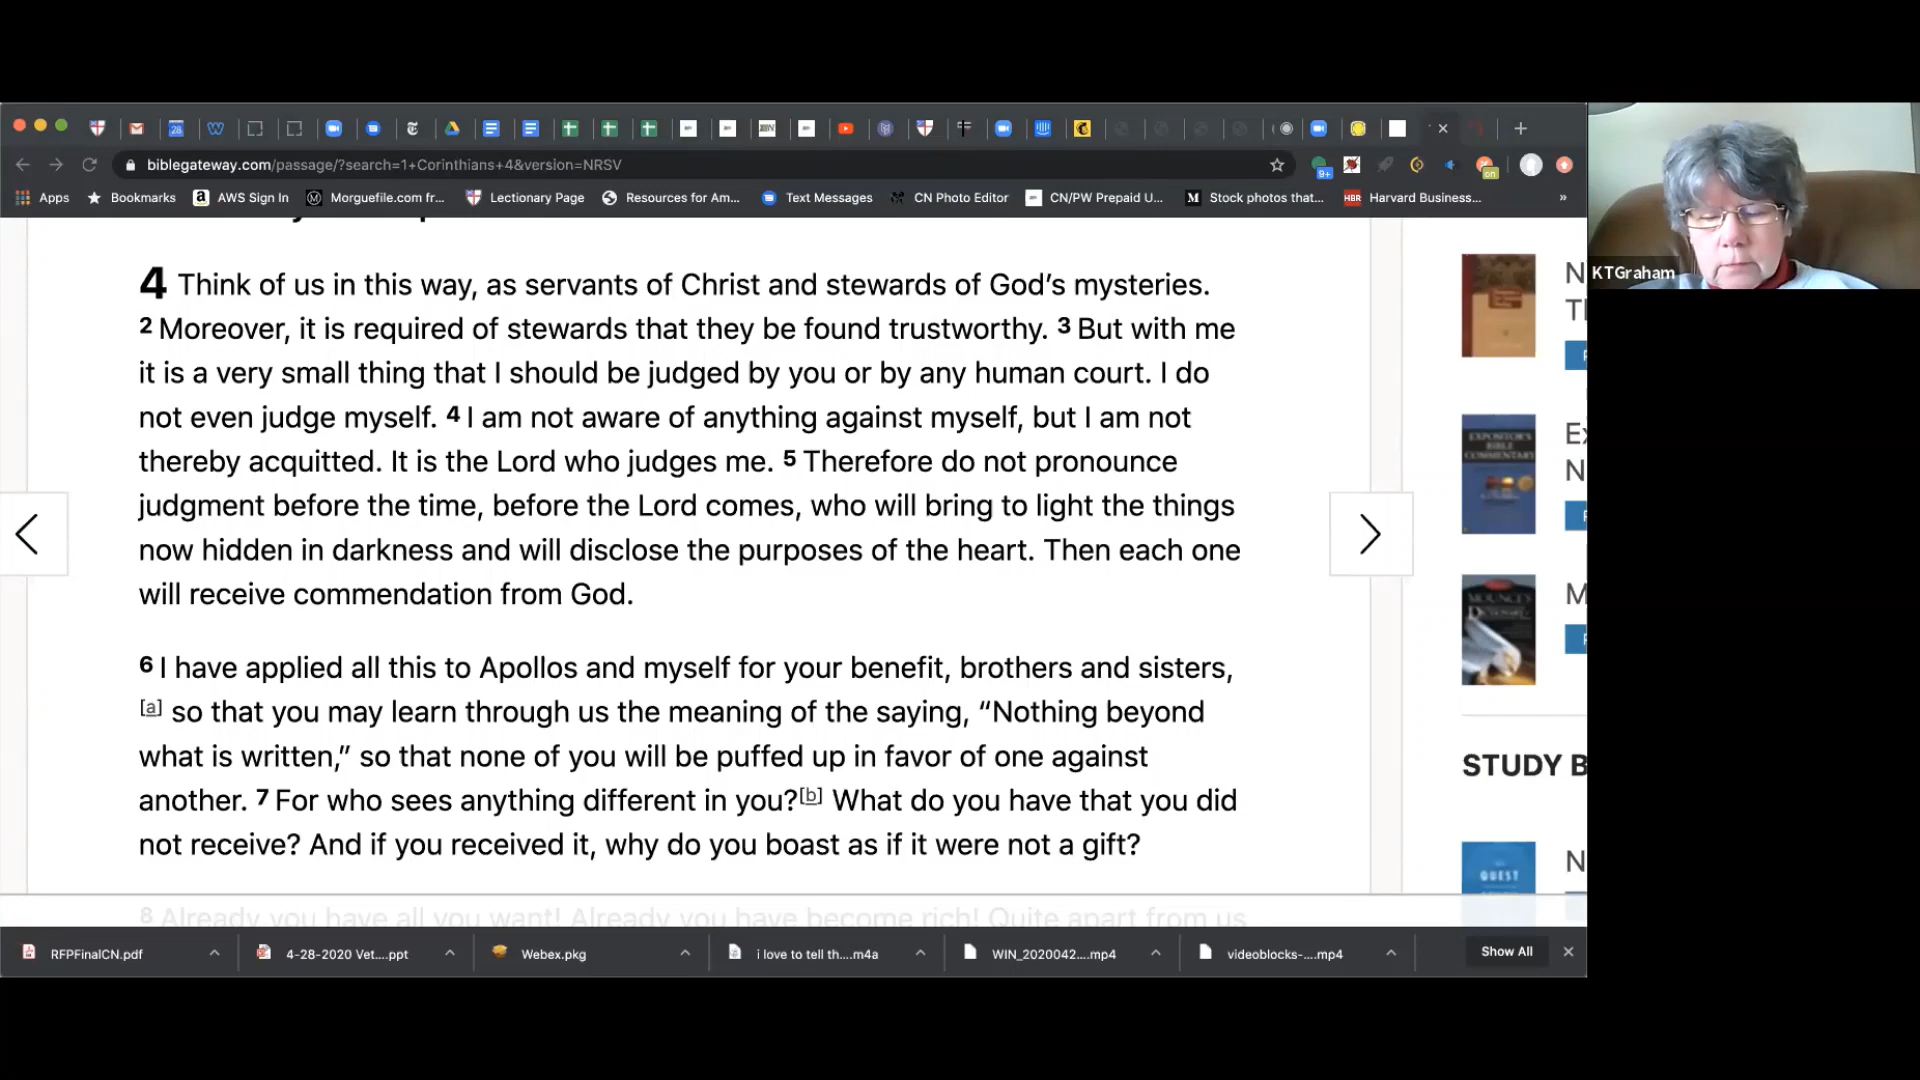 28
biblegateway.com/passage/?search=1+Corinthians+4&version=NRSV
9+
on
Apps
Bookmarks
AWS Sign In
Morguefile.com fr...
Lectionary Page
Resources for Am...
Text Messages
CN Photo Editor
CN/PW Prepaid U...
Stock photos that...
HBR Harvard Business...
»
4 Think of us in this way, as servants of Christ and stewards of God’s mysteries.
2 Moreover, it is required of stewards that they be found trustworthy. 3 But with me
it is a very small thing that I should be judged by you or by any human court. I do
not even judge myself. 4 I am not aware of anything against myself, but I am not
thereby acquitted. It is the Lord who judges me. 5 Therefore do not pronounce
judgment before the time, before the Lord comes, who will bring to light the things
now hidden in darkness and will disclose the purposes of the heart. Then each one
will receive commendation from God.
6 I have applied all this to Apollos and myself for your benefit, brothers and sisters,
[a] so that you may learn through us the meaning of the saying, “Nothing beyond
what is written,” so that none of you will be puffed up in favor of one against
another. 7 For who sees anything different in you?[b] What do you have that you did
not receive? And if you received it, why do you boast as if it were not a gift?
8 Already you have all you want! Already you have become rich! Quite apart from us
N
Tl
EXPOSITOR'S
BIBLE
COMMENTARY
Ex
N
MOUNCE'S
DICTIONARY
M
STUDY B
QUEST
N
KTGraham
RFPFinalCN.pdf
4-28-2020 Vet....ppt
Webex.pkg
i love to tell th....m4a
WIN_2020042....mp4
videoblocks-....mp4
Show All